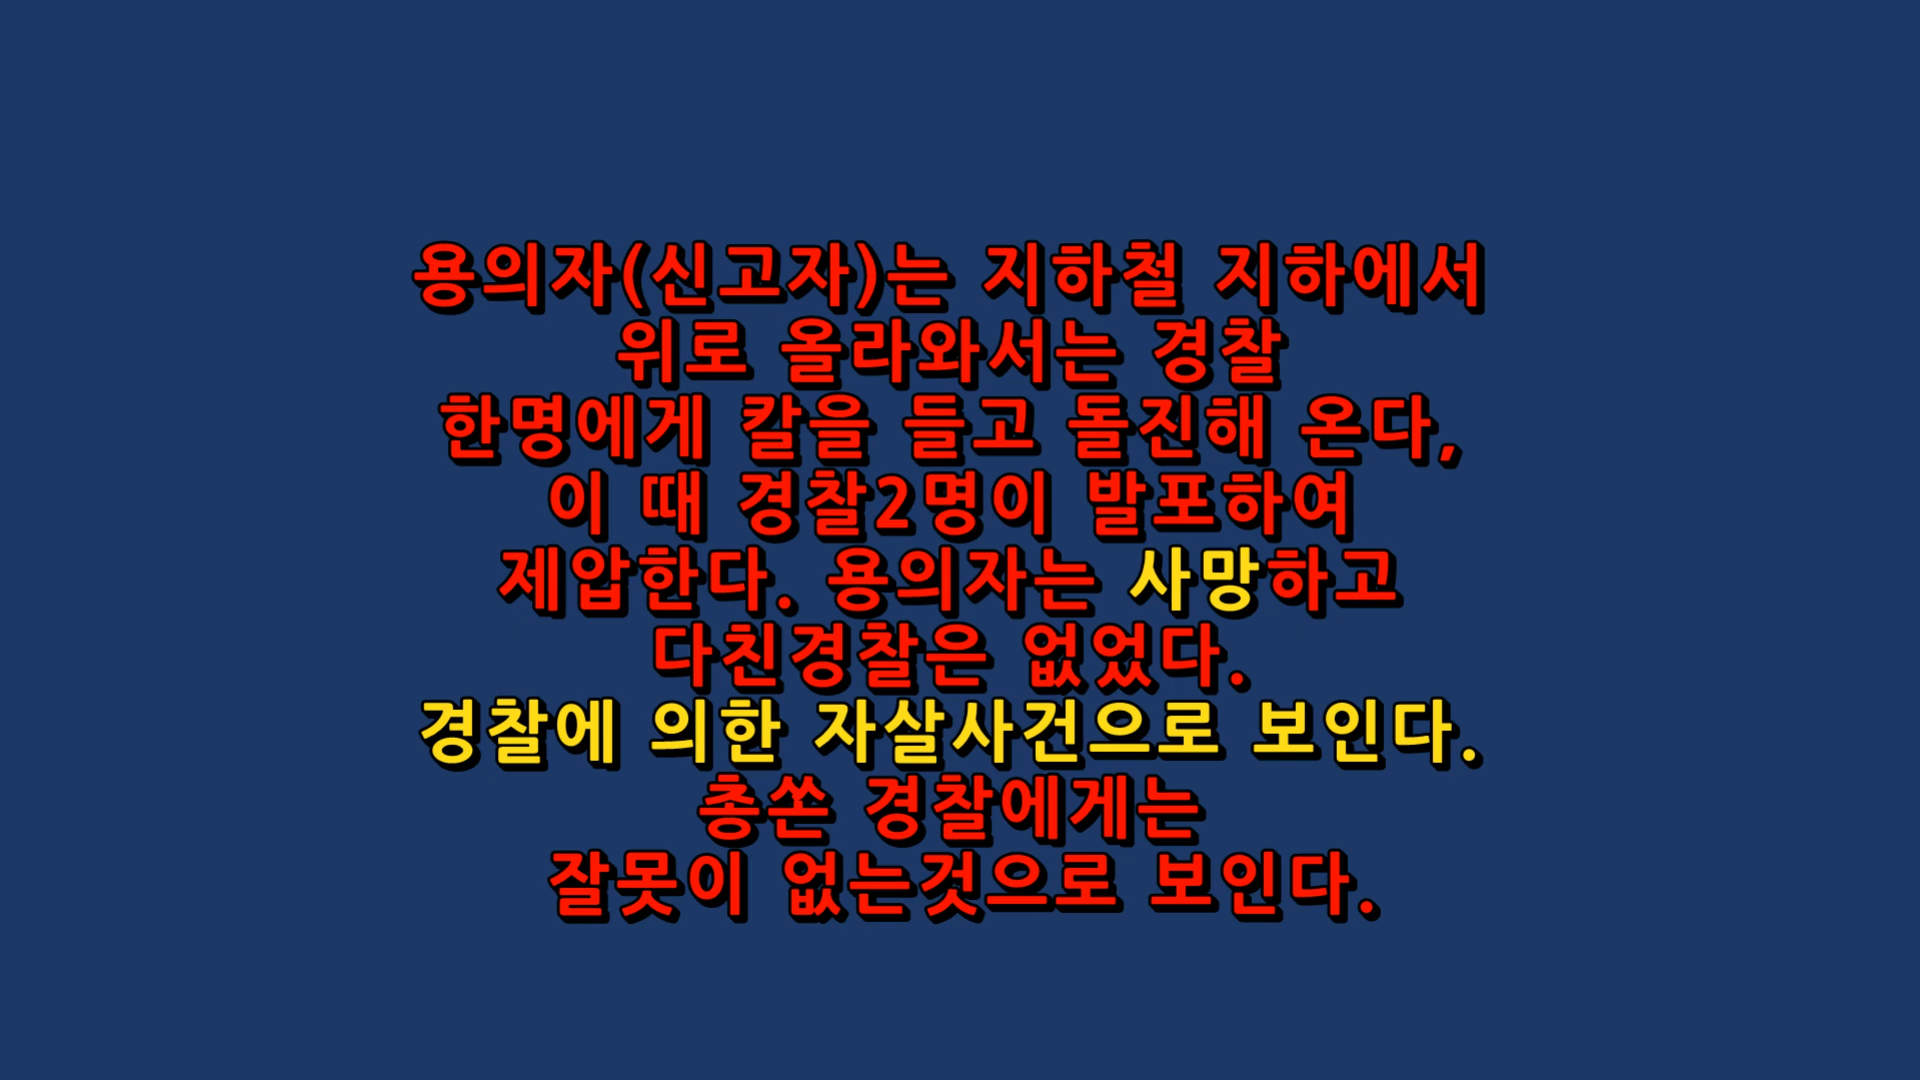 용의자(신고자)는 지하철 지하에서
위로 올라와서는 경찰
한명에게 칼을 들고 돌진해 온다,
이 때 경찰2명이 발포하여
제압한다. 용의자는 사망하고
다친경찰은 없었다.
경찰에 의한 자살사건으로 보인다.
총쏜 경찰에게는
잘못이 없는것으로 보인다.